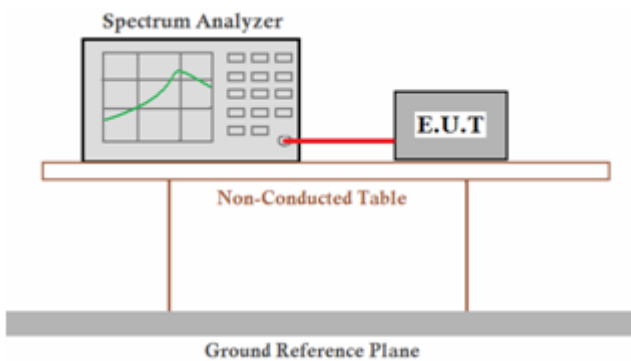 Spectrum Analyzer
E.U.T
Non-Conducted Table
Ground Reference Plane